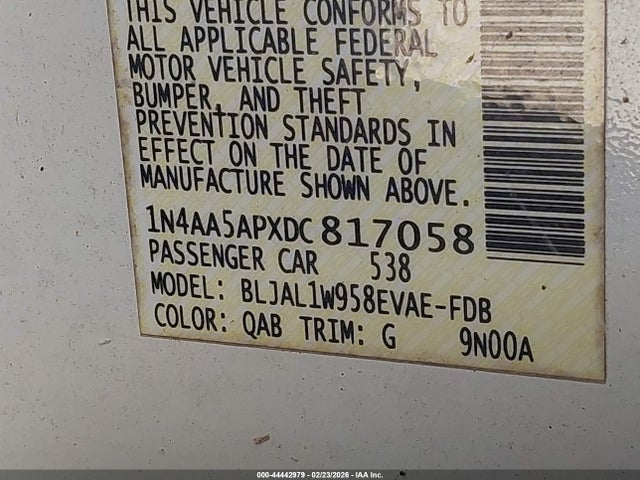 THIS VEHICLE CONFORMS TO
ALL APPLICABLE FEDERAL
MOTOR VEHICLE SAFETY,
BUMPER, AND THEFT
PREVENTION STANDARDS IN
EFFECT ON THE DATE OF
MANUFACTURE SHOWN ABOVE.
1N4AA5APXDC817058
PASSENGER CAR 538
MODEL: BLJAL1W958EVAE-FDB
COLOR: QAB TRIM: G 9N00A
000-44442979 - 02/23/2026 - IAA Inc.